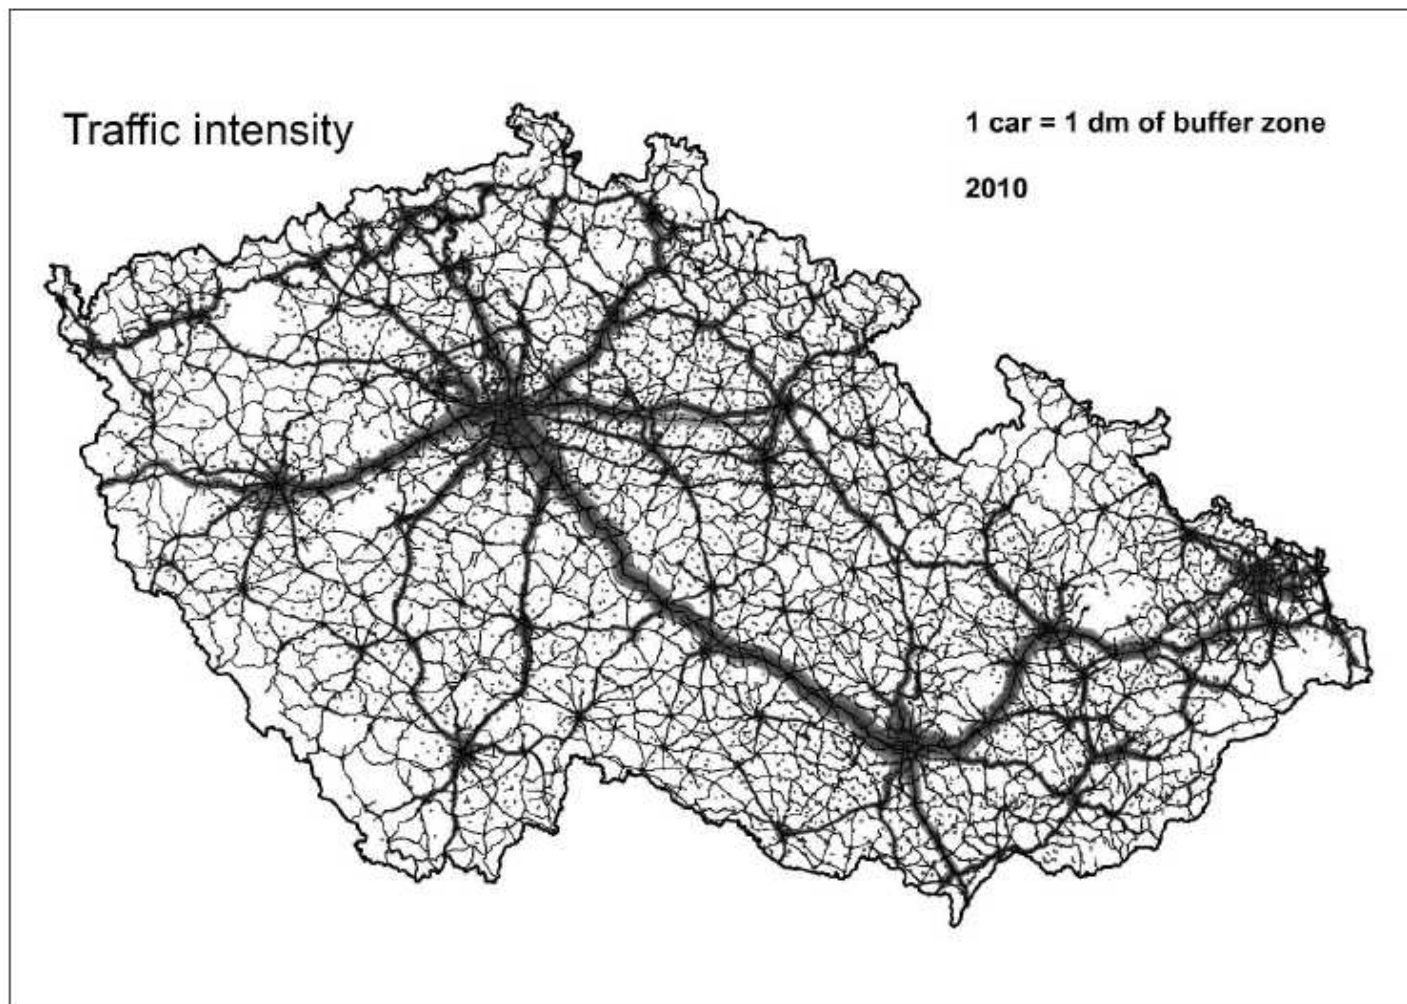 Traffic intensity
1 car = 1 dm of buffer zone
2010